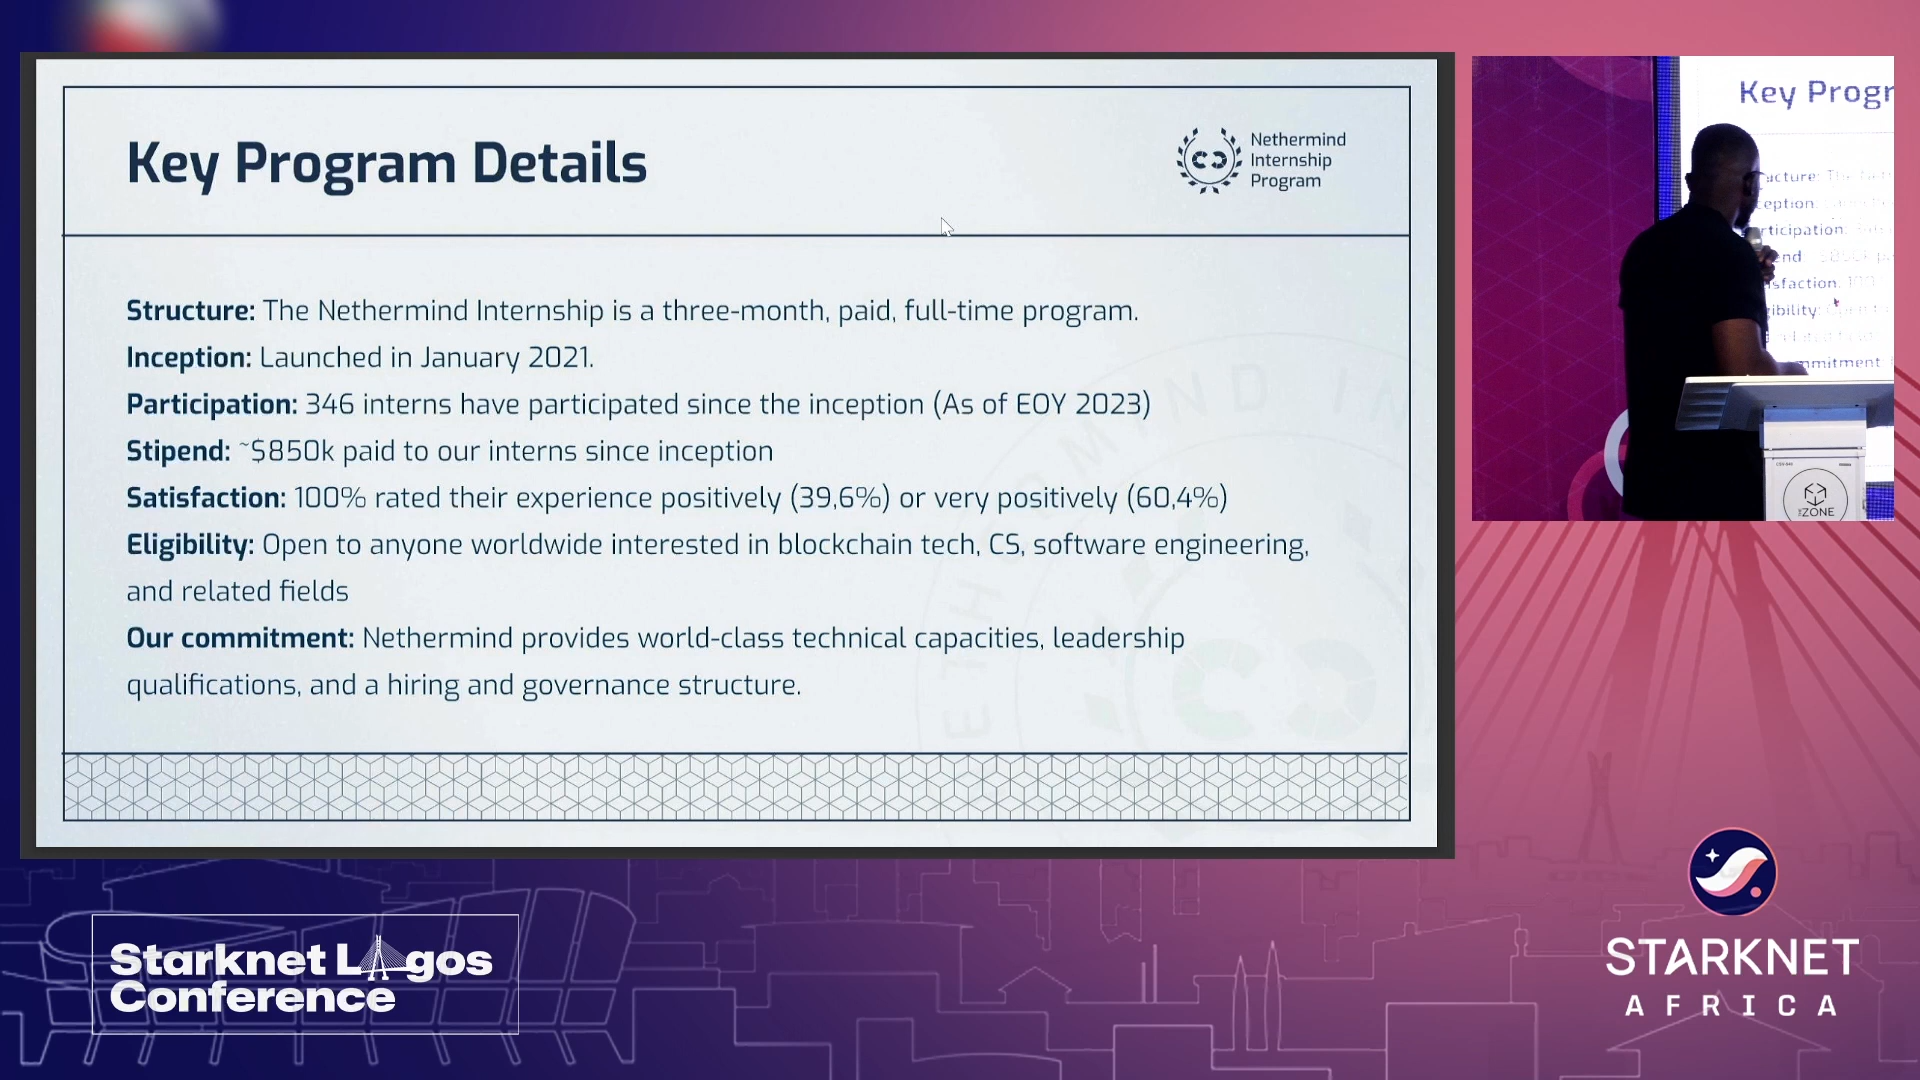 Key Program Details
Nethermind
Internship
Program
Structure: The Nethermind Internship is a three-month, paid, full-time program.
Inception: Launched in January 2021.
Participation: 346 interns have participated since the inception (As of EOY 2023)
Stipend: ~$850k paid to our interns since inception
Satisfaction: 100% rated their experience positively (39,6%) or very positively (60,4%)
Eligibility: Open to anyone worldwide interested in blockchain tech, CS, software engineering,
and related fields
Our commitment: Nethermind provides world-class technical capacities, leadership
qualifications, and a hiring and governance structure.
Key Progr
ZONE
Starknet Lagos
Conference
STARKNET
AFRICA